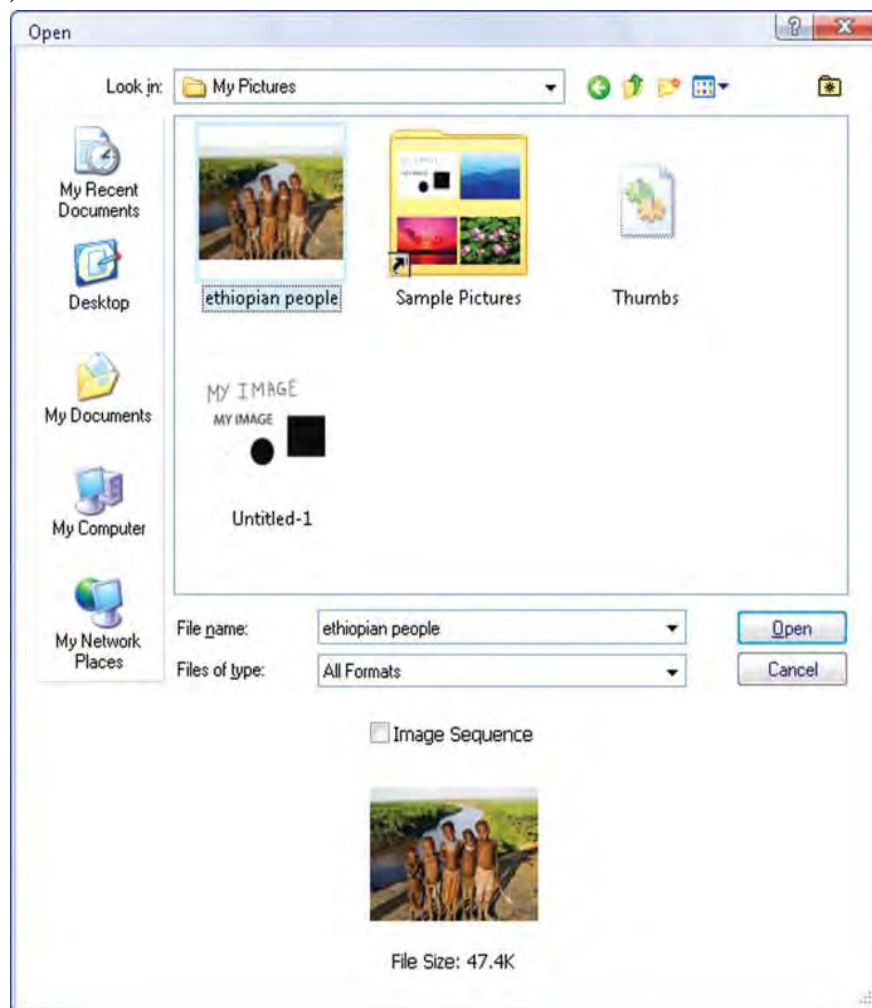 Open
Look in: My Pictures
My Recent
Documents
Desktop
My Documents
My Computer
My Network
Places
ethiopian people
Sample Pictures
Thumbs
MY IMAGE
MY IMAGE
Untitled-1
File name: ethiopian people Open
Files of type: All Formats Cancel
Image Sequence
File Size: 47.4K